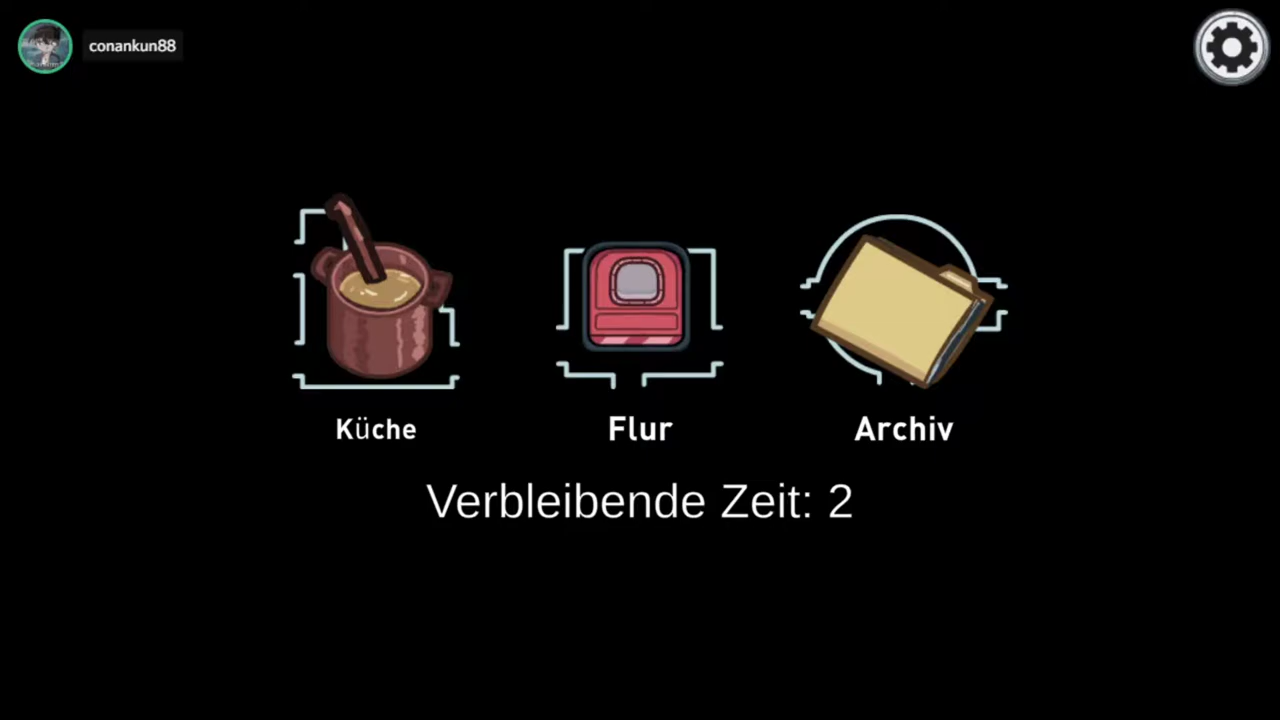 conankun88
Küche
Flur
Archiv
Verbleibende Zeit: 2